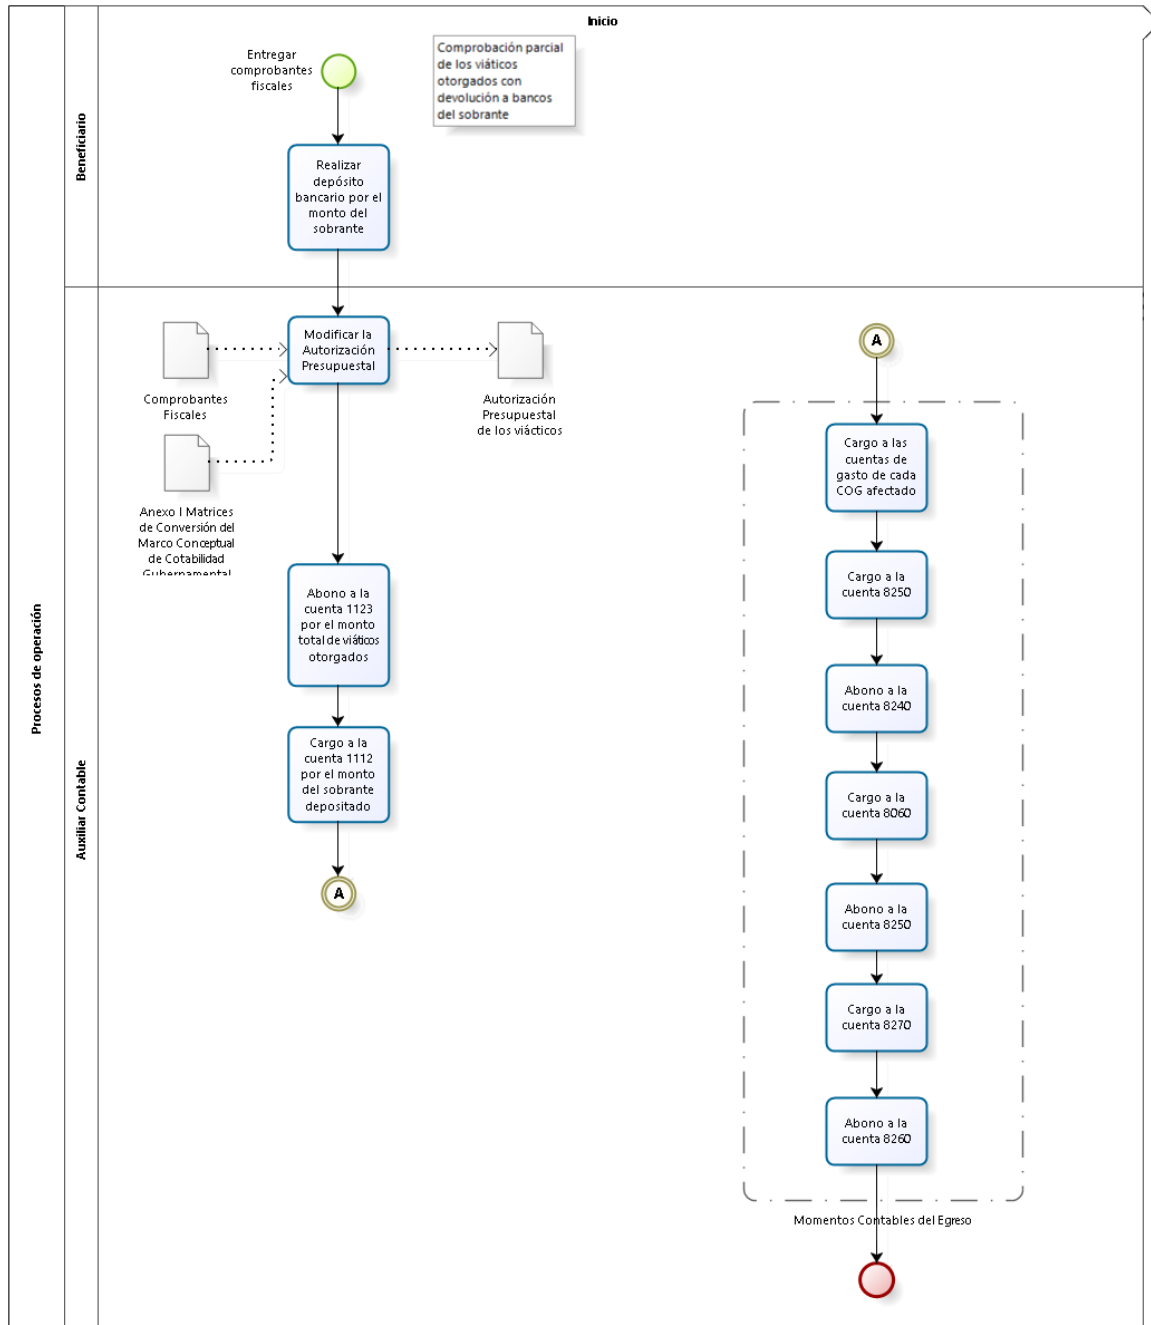 Inicio
Procesos de operación
Beneficiario
Entregar
comprobantes
fiscales
Comprobación parcial
de los viáticos
otorgados con
devolución a bancos
del sobrante
Realizar
depósito
bancario por el
monto del
sobrante
Auxiliar Contable
Modificar la
Autorización
Presupuestal
Comprobantes
Fiscales
Autorización
Presupuestal
de los viácticos
Anexo I Matrices
de Conversión del
Marco Conceptual
de Cotabilidad
Gubernamental
Abono a la
cuenta 1123
por el monto
total de viáticos
otorgados
Cargo a la
cuenta 1112
por el monto
del sobrante
depositado
A
A
Cargo a las
cuentas de
gasto de cada
COG afectado
Cargo a la
cuenta 8250
Abono a la
cuenta 8240
Cargo a la
cuenta 8060
Abono a la
cuenta 8250
Cargo a la
cuenta 8270
Abono a la
cuenta 8260
Momentos Contables del Egreso